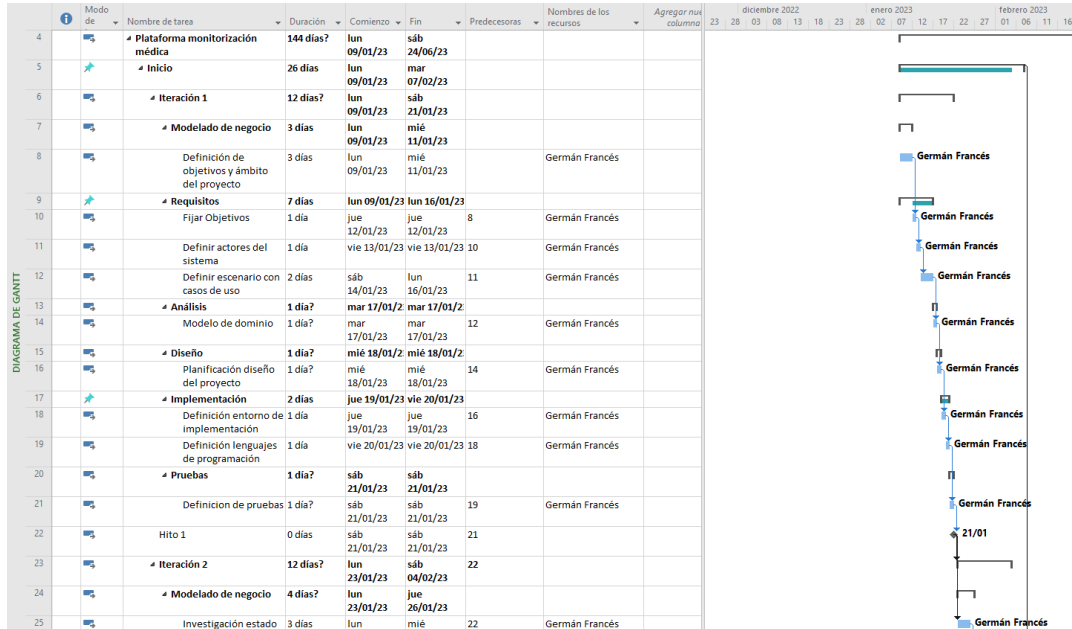 Modo de
Nombre de tarea
Duración
Comienzo
Fin
Predecesoras
Nombres de los recursos
Agregar nue columna
diciembre 2022
enero 2023
febrero 2023
23 28 03 08 13 18 23 28 02 07 12 17 22 27 01 06 11 16
DIAGRAMA DE GANTT
4 Plataforma monitorización médica 144 días? lun 09/01/23 sáb 24/06/23
5 Inicio 26 días lun 09/01/23 mar 07/02/23
6 Iteración 1 12 días? lun 09/01/23 sáb 21/01/23
7 Modelado de negocio 3 días lun 09/01/23 mié 11/01/23
8 Definición de objetivos y ámbito del proyecto 3 días lun 09/01/23 mié 11/01/23 Germán Francés Germán Francés
9 Requisitos 7 días lun 09/01/23 lun 16/01/23
10 Fijar Objetivos 1 día jue 12/01/23 jue 12/01/23 8 Germán Francés Germán Francés
11 Definir actores del sistema 1 día vie 13/01/23 vie 13/01/23 10 Germán Francés Germán Francés
12 Definir escenario con casos de uso 2 días sáb 14/01/23 lun 16/01/23 11 Germán Francés Germán Francés
13 Análisis 1 día? mar 17/01/2 mar 17/01/2
14 Modelo de dominio 1 día? mar 17/01/23 mar 17/01/23 12 Germán Francés Germán Francés
15 Diseño 1 día? mié 18/01/2 mié 18/01/2
16 Planificación diseño del proyecto 1 día? mié 18/01/23 mié 18/01/23 14 Germán Francés Germán Francés
17 Implementación 2 días jue 19/01/23 vie 20/01/23
18 Definición entorno de implementación 1 día jue 19/01/23 jue 19/01/23 16 Germán Francés Germán Francés
19 Definición lenguajes de programación 1 día vie 20/01/23 vie 20/01/23 18 Germán Francés Germán Francés
20 Pruebas 1 día? sáb 21/01/23 sáb 21/01/23
21 Definicion de pruebas 1 día? sáb 21/01/23 sáb 21/01/23 19 Germán Francés Germán Francés
22 Hito 1 0 días sáb 21/01/23 sáb 21/01/23 21 21/01
23 Iteración 2 12 días? lun 23/01/23 sáb 04/02/23 22
24 Modelado de negocio 4 días? lun 23/01/23 jue 26/01/23
25 Investigación estado 3 días lun mié 22 Germán Francés Germán Francés